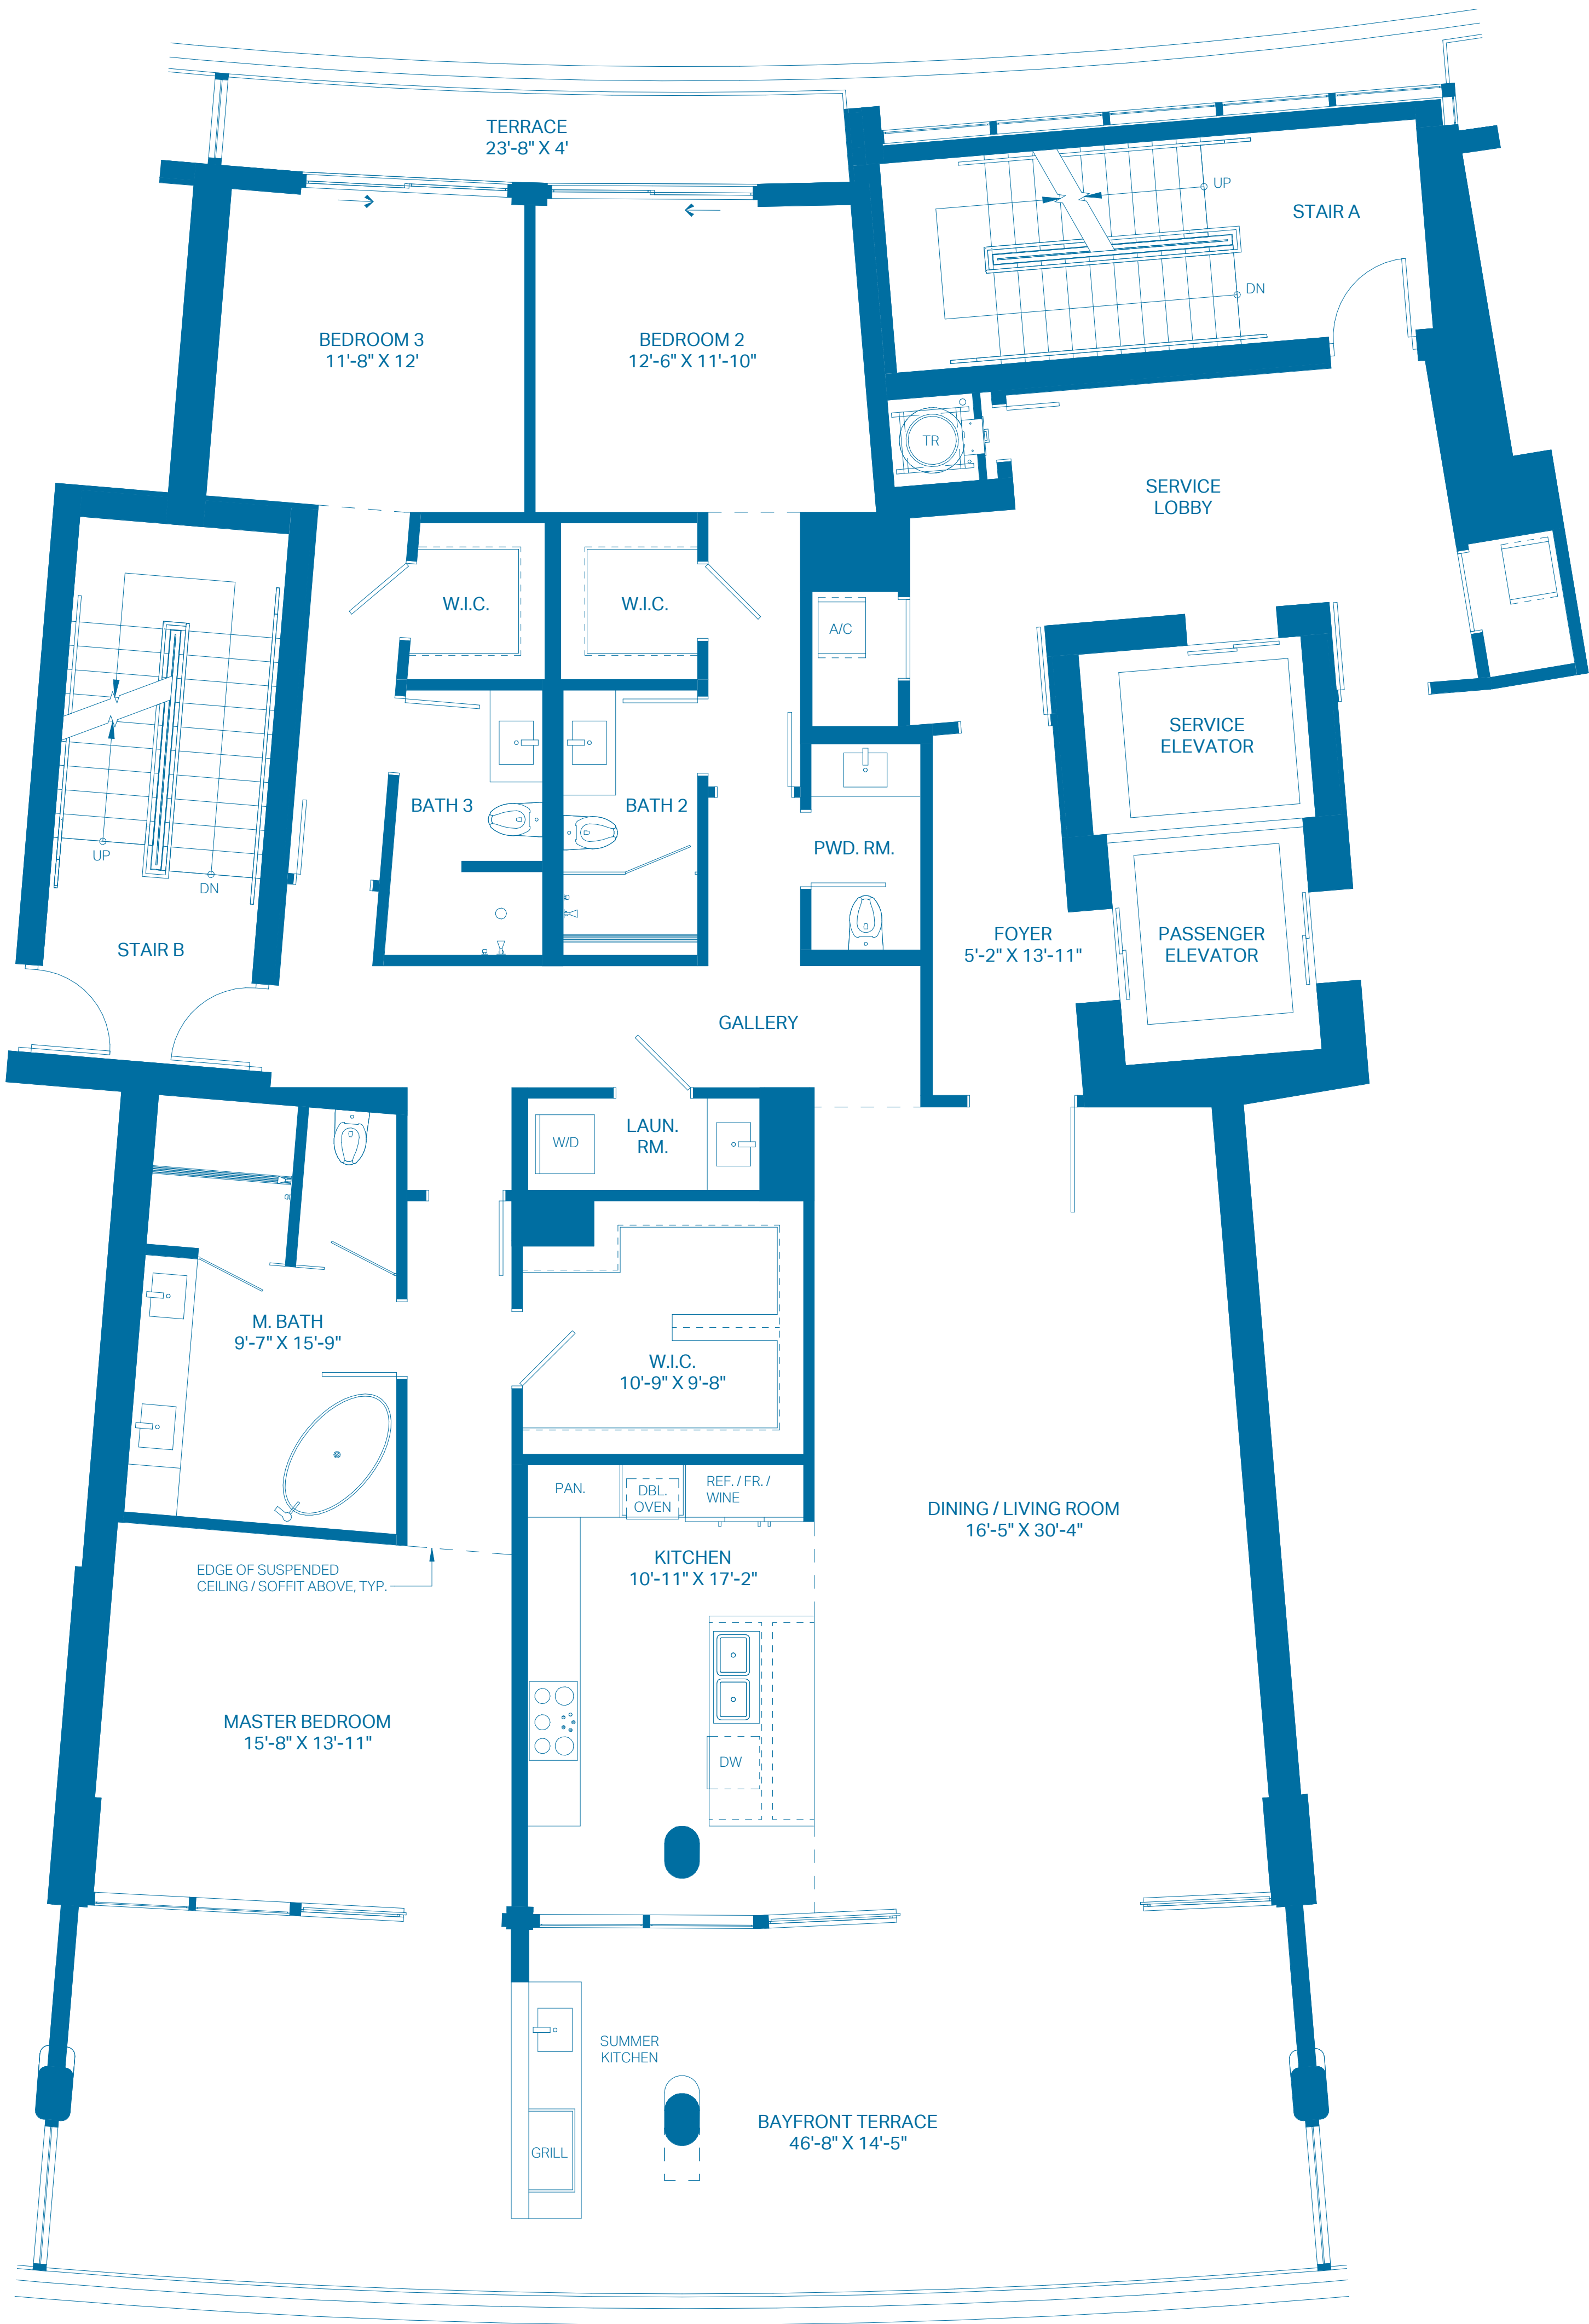 TERRACE
23'-8" X 4'
UP
STAIR A
DN
BEDROOM 3
11'-8" X 12'
BEDROOM 2
12'-6" X 11'-10"
TR
SERVICE
LOBBY
W.I.C.
W.I.C.
A/C
SERVICE
ELEVATOR
BATH 3
BATH 2
PWD. RM.
UP
DN
STAIR B
FOYER
5'-2" X 13'-11"
PASSENGER
ELEVATOR
GALLERY
W/D
LAUN.
RM.
M. BATH
9'-7" X 15'-9"
W.I.C.
10'-9" X 9'-8"
PAN.
DBL.
OVEN
REF. / FR. /
WINE
DINING / LIVING ROOM
16'-5" X 30'-4"
KITCHEN
10'-11" X 17'-2"
EDGE OF SUSPENDED
CEILING / SOFFIT ABOVE, TYP.
MASTER BEDROOM
15'-8" X 13'-11"
DW
SUMMER
KITCHEN
BAYFRONT TERRACE
46'-8" X 14'-5"
GRILL